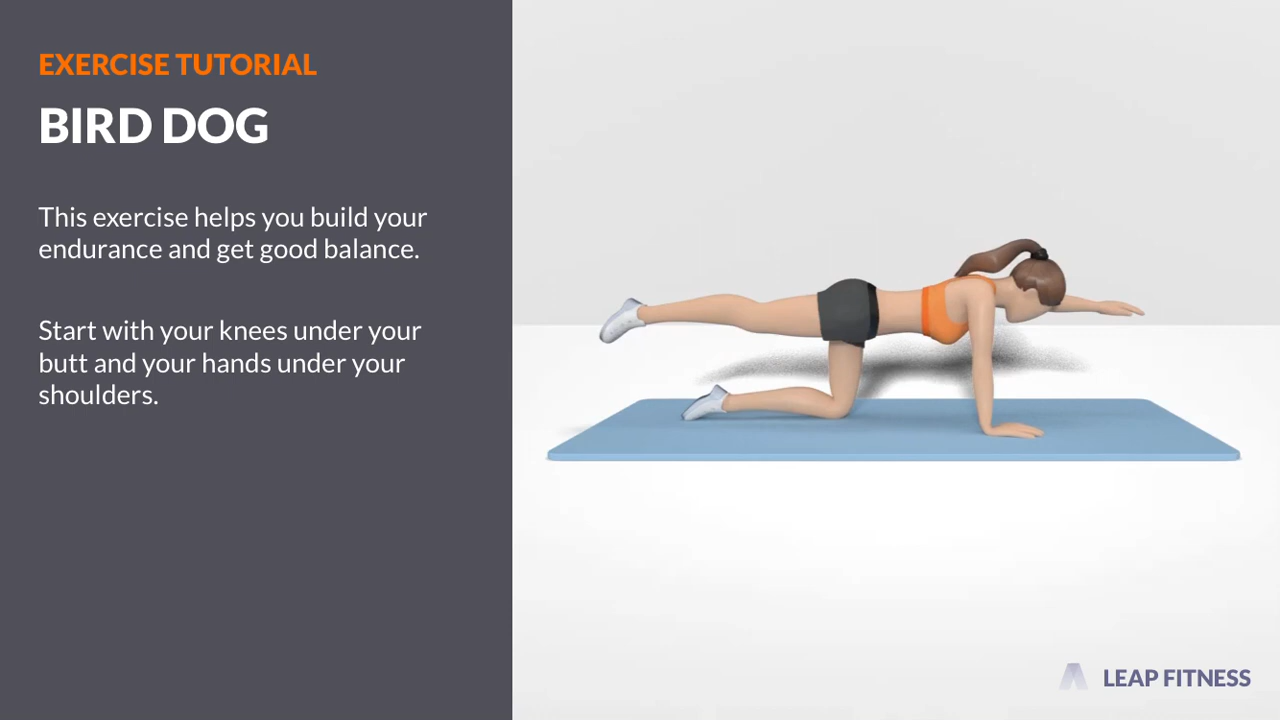 EXERCISE TUTORIAL
BIRD DOG
This exercise helps you build your
endurance and get good balance.
Start with your knees under your
butt and your hands under your
shoulders.
LEAP FITNESS